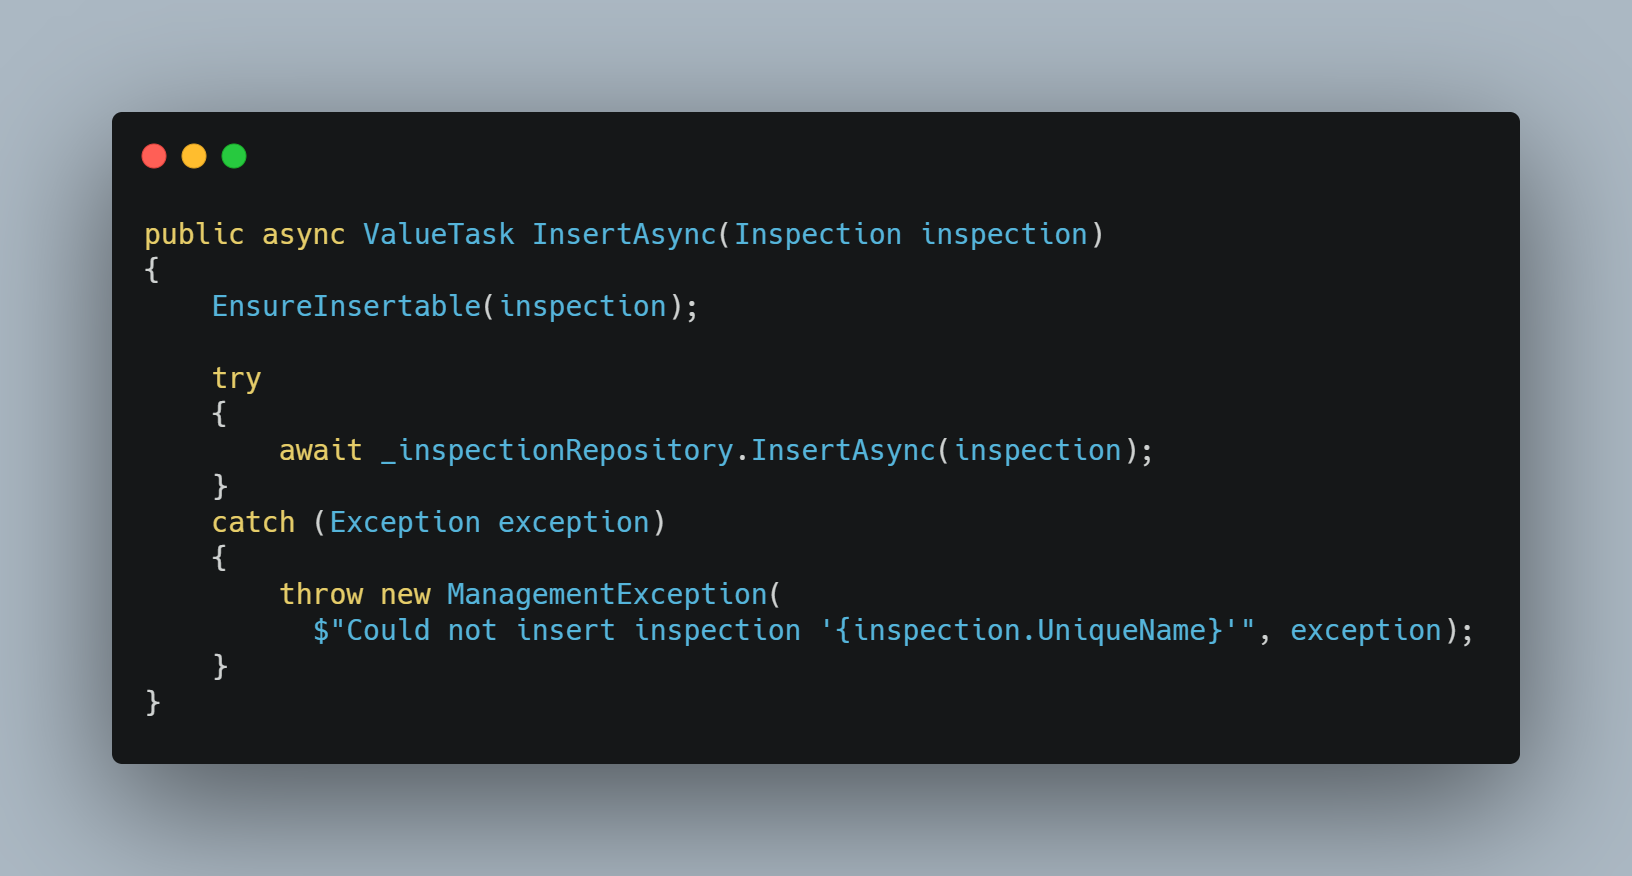 public async ValueTask InsertAsync(Inspection inspection)
{
    EnsureInsertable(inspection);

    try
    {
        await _inspectionRepository.InsertAsync(inspection);
    }
    catch (Exception exception)
    {
        throw new ManagementException(
          $"Could not insert inspection '{inspection.UniqueName}'", exception);
    }
}